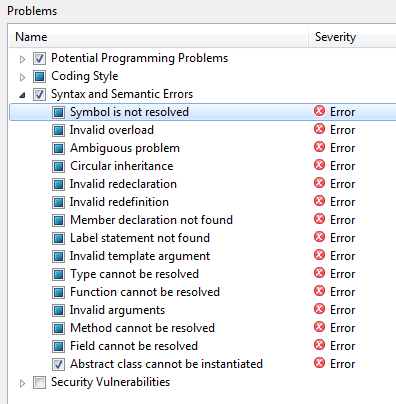 Problems
Name Severity
Potential Programming Problems
Coding Style
Syntax and Semantic Errors
Symbol is not resolved Error
Invalid overload Error
Ambiguous problem Error
Circular inheritance Error
Invalid redeclaration Error
Invalid redefinition Error
Member declaration not found Error
Label statement not found Error
Invalid template argument Error
Type cannot be resolved Error
Function cannot be resolved Error
Invalid arguments Error
Method cannot be resolved Error
Field cannot be resolved Error
Abstract class cannot be instantiated Error
Security Vulnerabilities